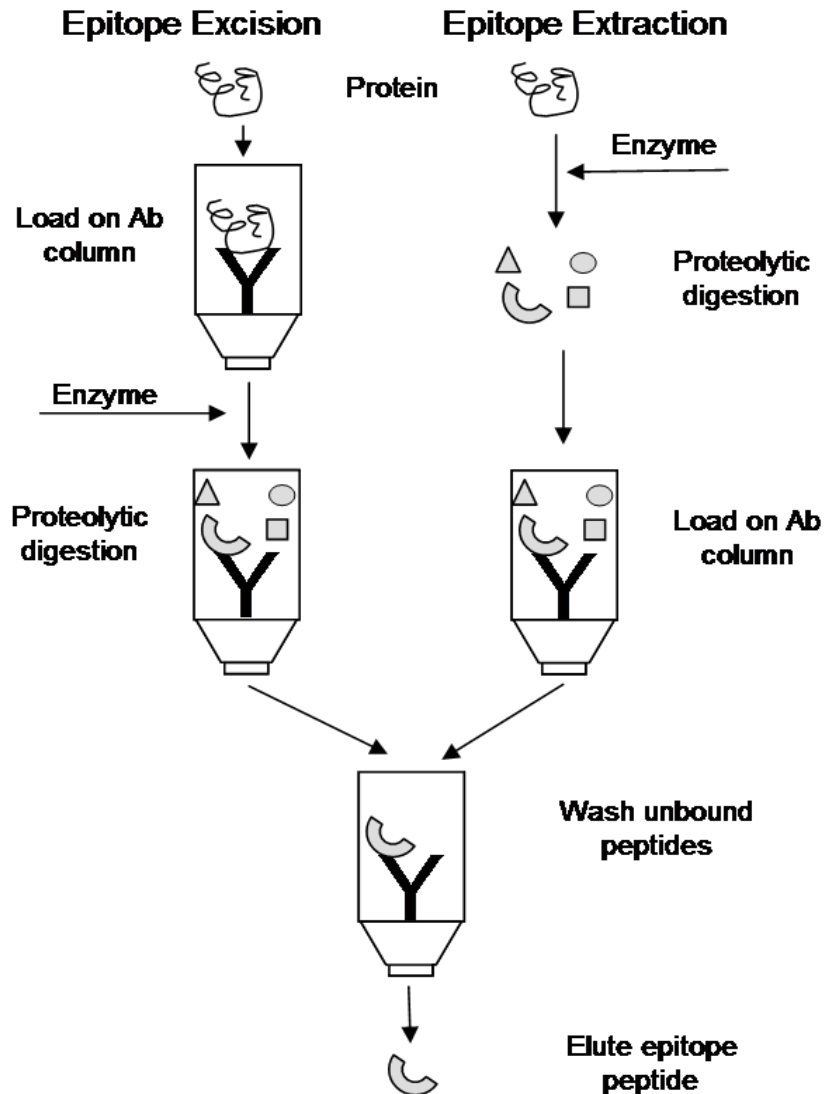 Epitope Excision
Epitope Extraction
Protein
Enzyme
Load on Ab
column
Proteolytic
digestion
Enzyme
Proteolytic
digestion
Load on Ab
column
Wash unbound
peptides
Elute epitope
peptide